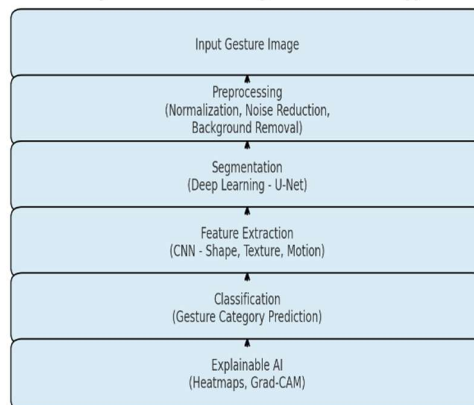 Input Gesture Image
Preprocessing
(Normalization, Noise Reduction,
Background Removal)
Segmentation
(Deep Learning - U-Net)
Feature Extraction
(CNN - Shape, Texture, Motion)
Classification
(Gesture Category Prediction)
Explainable AI
(Heatmaps, Grad-CAM)